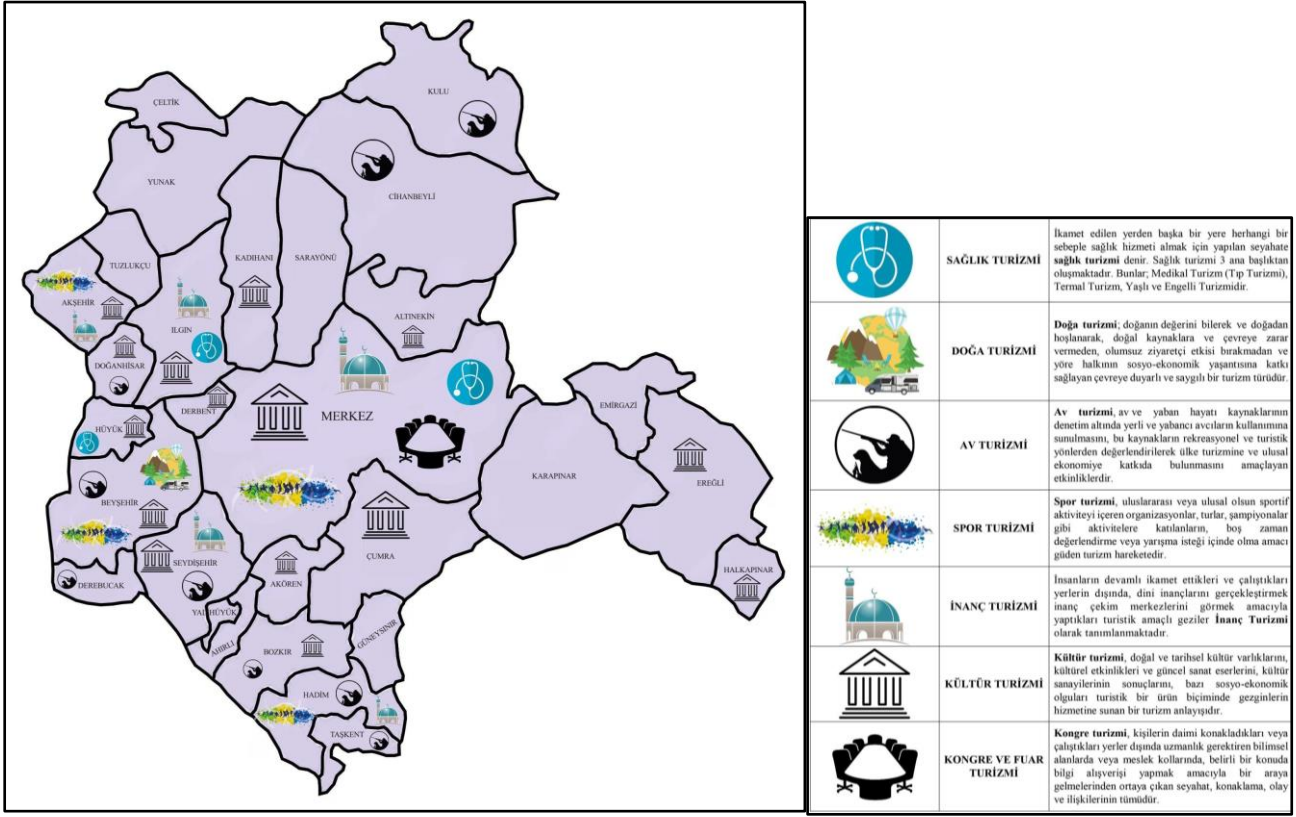 KULU
ÇELTİK
YUNAK
CİHANBEYLİ
TUZLUKÇU
KADIHANI
SARAYÖNÜ
AKŞEHİR
ILGIN
ALTINEKİN
DOĞANHİSAR
DERBENT
MERKEZ
EMİRGAZİ
HÜYÜK
KARAPINAR
EREĞLİ
BEYŞEHİR
ÇUMRA
SEYDİŞEHİR
AKÖREN
HALKAPINAR
DEREBUCAK
YALIHÜYÜK
AHIRLI
BOZKIR
GÜNEYSINIR
HADİM
TAŞKENT
SAĞLIK TURİZMİ
İkamet edilen yerden başka bir yere herhangi bir
sebeple sağlık hizmeti almak için yapılan seyahate
sağlık turizmi denir. Sağlık turizmi 3 ana başlıktan
oluşmaktadır. Bunlar; Medikal Turizm (Tıp Turizmi),
Termal Turizm, Yaşlı ve Engelli Turizmidir.
DOĞA TURİZMİ
Doğa turizmi; doğanın değerini bilerek ve doğadan
hoşlanarak, doğal kaynaklara ve çevreye zarar
vermeden, olumsuz ziyaretçi etkisi bırakmadan ve
yöre halkının sosyo-ekonomik yaşantısına katkı
sağlayan çevreye duyarlı ve saygılı bir turizm türüdür.
AV TURİZMİ
Av turizmi, av ve yaban hayatı kaynaklarının
denetim altında yerli ve yabancı avcıların kullanımına
sunulmasını, bu kaynakların rekreasyonel ve turistik
yönlerden değerlendirilerek ülke turizmine ve ulusal
ekonomiye katkıda bulunmasını amaçlayan
etkinliklerdir.
SPOR TURİZMİ
Spor turizmi, uluslararası veya ulusal olsun sportif
aktiviteyi içeren organizasyonlar, turlar, şampiyonalar
gibi aktivitelere katılanların, boş zaman
değerlendirme veya yarışma isteği içinde olma amacı
güden turizm hareketedir.
İNANÇ TURİZMİ
İnsanların devamlı ikamet ettikleri ve çalıştıkları
yerlerin dışında, dini inançlarını gerçekleştirmek
inanç çekim merkezlerini görmek amacıyla
yaptıkları turistik amaçlı geziler İnanç Turizmi
olarak tanımlanmaktadır.
KÜLTÜR TURİZMİ
Kültür turizmi, doğal ve tarihsel kültür varlıklarını,
kültürel etkinlikleri ve güncel sanat eserlerini, kültür
sanayilerinin sonuçlarını, bazı sosyo-ekonomik
olguları turistik bir ürün biçiminde gezginlerin
hizmetine sunan bir turizm anlayışıdır.
KONGRE VE FUAR
TURİZMİ
Kongre turizmi, kişilerin daimi konakladıkları veya
çalıştıkları yerler dışında uzmanlık gerektiren bilimsel
alanlarda veya meslek kollarında, belirli bir konuda
bilgi alışverişi yapmak amacıyla bir araya
gelmelerinden ortaya çıkan seyahat, konaklama, olay
ve ilişkilerinin tümüdür.